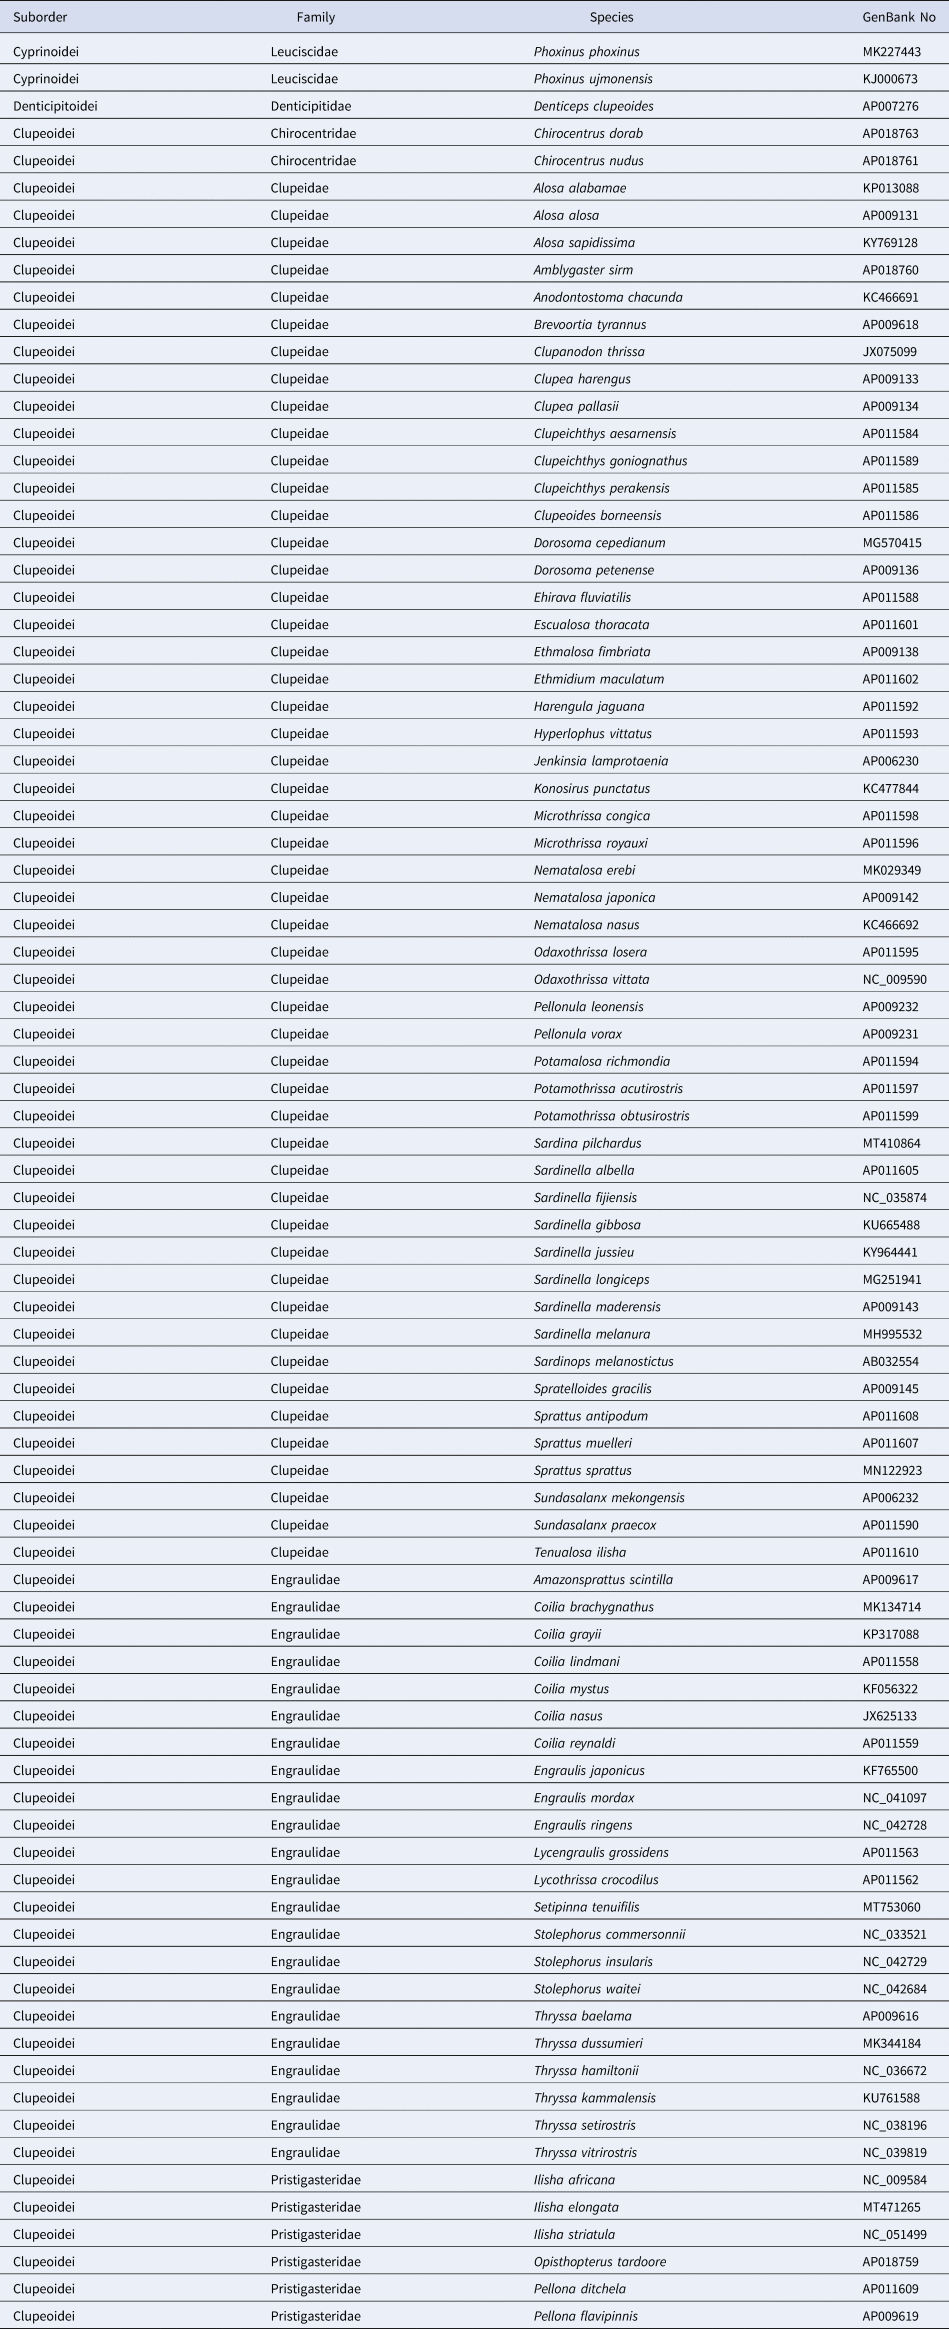 Suborder Family Species GenBank No
Cyprinoidei Leuciscidae Phoxinus phoxinus MK227443
Cyprinoidei Leuciscidae Phoxinus ujmonensis KJ000673
Denticipitoidei Denticipitidae Denticeps clupeoides AP007276
Clupeoidei Chirocentridae Chirocentrus dorab AP018763
Clupeoidei Chirocentridae Chirocentrus nudus AP018761
Clupeoidei Clupeidae Alosa alabamae KP013088
Clupeoidei Clupeidae Alosa alosa AP009131
Clupeoidei Clupeidae Alosa sapidissima KY769128
Clupeoidei Clupeidae Amblygaster sirm AP018760
Clupeoidei Clupeidae Anodontostoma chacunda KC466691
Clupeoidei Clupeidae Brevoortia tyrannus AP009618
Clupeoidei Clupeidae Clupanodon thrissa JX075099
Clupeoidei Clupeidae Clupea harengus AP009133
Clupeoidei Clupeidae Clupea pallasii AP009134
Clupeoidei Clupeidae Clupeichthys aesarnensis AP011584
Clupeoidei Clupeidae Clupeichthys goniognathus AP011589
Clupeoidei Clupeidae Clupeichthys perakensis AP011585
Clupeoidei Clupeidae Clupeoides borneensis AP011586
Clupeoidei Clupeidae Dorosoma cepedianum MG570415
Clupeoidei Clupeidae Dorosoma petenense AP009136
Clupeoidei Clupeidae Ehirava fluviatilis AP011588
Clupeoidei Clupeidae Escualosa thoracata AP011601
Clupeoidei Clupeidae Ethmalosa fimbriata AP009138
Clupeoidei Clupeidae Ethmidium maculatum AP011602
Clupeoidei Clupeidae Harengula jaguana AP011592
Clupeoidei Clupeidae Hyperlophus vittatus AP011593
Clupeoidei Clupeidae Jenkinsia lamprotaenia AP006230
Clupeoidei Clupeidae Konosirus punctatus KC477844
Clupeoidei Clupeidae Microthrissa congica AP011598
Clupeoidei Clupeidae Microthrissa royauxi AP011596
Clupeoidei Clupeidae Nematalosa erebi MK029349
Clupeoidei Clupeidae Nematalosa japonica AP009142
Clupeoidei Clupeidae Nematalosa nasus KC466692
Clupeoidei Clupeidae Odaxothrissa losera AP011595
Clupeoidei Clupeidae Odaxothrissa vittata NC_009590
Clupeoidei Clupeidae Pellonula leonensis AP009232
Clupeoidei Clupeidae Pellonula vorax AP009231
Clupeoidei Clupeidae Potamalosa richmondia AP011594
Clupeoidei Clupeidae Potamothrissa acutirostris AP011597
Clupeoidei Clupeidae Potamothrissa obtusirostris AP011599
Clupeoidei Clupeidae Sardina pilchardus MT410864
Clupeoidei Clupeidae Sardinella albella AP011605
Clupeoidei Clupeidae Sardinella fijiensis NC_035874
Clupeoidei Clupeidae Sardinella gibbosa KU665488
Clupeoidei Clupeidae Sardinella jussieu KY964441
Clupeoidei Clupeidae Sardinella longiceps MG251941
Clupeoidei Clupeidae Sardinella maderensis AP009143
Clupeoidei Clupeidae Sardinella melanura MH995532
Clupeoidei Clupeidae Sardinops melanostictus AB032554
Clupeoidei Clupeidae Spratelloides gracilis AP009145
Clupeoidei Clupeidae Sprattus antipodum AP011608
Clupeoidei Clupeidae Sprattus muelleri AP011607
Clupeoidei Clupeidae Sprattus sprattus MN122923
Clupeoidei Clupeidae Sundasalanx mekongensis AP006232
Clupeoidei Clupeidae Sundasalanx praecox AP011590
Clupeoidei Clupeidae Tenualosa ilisha AP011610
Clupeoidei Engraulidae Amazonsprattus scintilla AP009617
Clupeoidei Engraulidae Coilia brachygnathus MK134714
Clupeoidei Engraulidae Coilia grayii KP317088
Clupeoidei Engraulidae Coilia lindmani AP011558
Clupeoidei Engraulidae Coilia mystus KF056322
Clupeoidei Engraulidae Coilia nasus JX625133
Clupeoidei Engraulidae Coilia reynaldi AP011559
Clupeoidei Engraulidae Engraulis japonicus KF765500
Clupeoidei Engraulidae Engraulis mordax NC_041097
Clupeoidei Engraulidae Engraulis ringens NC_042728
Clupeoidei Engraulidae Lycengraulis grossidens AP011563
Clupeoidei Engraulidae Lycothrissa crocodilus AP011562
Clupeoidei Engraulidae Setipinna tenuifilis MT753060
Clupeoidei Engraulidae Stolephorus commersonnii NC_033521
Clupeoidei Engraulidae Stolephorus insularis NC_042729
Clupeoidei Engraulidae Stolephorus waitei NC_042684
Clupeoidei Engraulidae Thryssa baelama AP009616
Clupeoidei Engraulidae Thryssa dussumieri MK344184
Clupeoidei Engraulidae Thryssa hamiltonii NC_036672
Clupeoidei Engraulidae Thryssa kammalensis KU761588
Clupeoidei Engraulidae Thryssa setirostris NC_038196
Clupeoidei Engraulidae Thryssa vitrirostris NC_039819
Clupeoidei Pristigasteridae Ilisha africana NC_009584
Clupeoidei Pristigasteridae Ilisha elongata MT471265
Clupeoidei Pristigasteridae Ilisha striatula NC_051499
Clupeoidei Pristigasteridae Opisthopterus tardoore AP018759
Clupeoidei Pristigasteridae Pellona ditchela AP011609
Clupeoidei Pristigasteridae Pellona flavipinnis AP009619